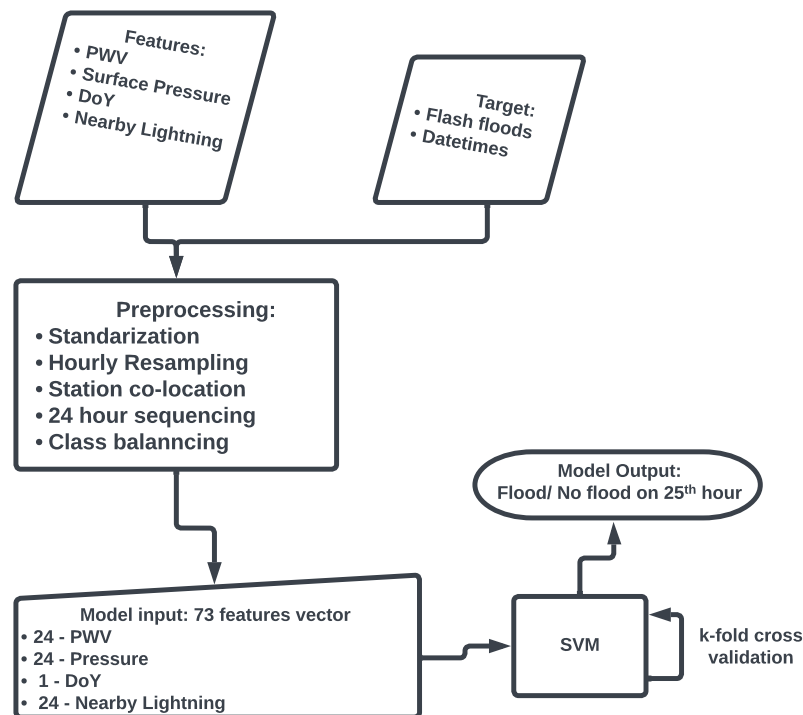 Features:
• PWV
• Surface Pressure
• DoY
• Nearby Lightning
Target:
• Flash floods
• Datetimes
Preprocessing:
• Standarization
• Hourly Resampling
• Station co-location
• 24 hour sequencing
• Class balanncing
Model input: 73 features vector
• 24 - PWV
• 24 - Pressure
• 1 - DoY
• 24 - Nearby Lightning
SVM
k-fold cross
validation
Model Output:
Flood/ No flood on 25th hour